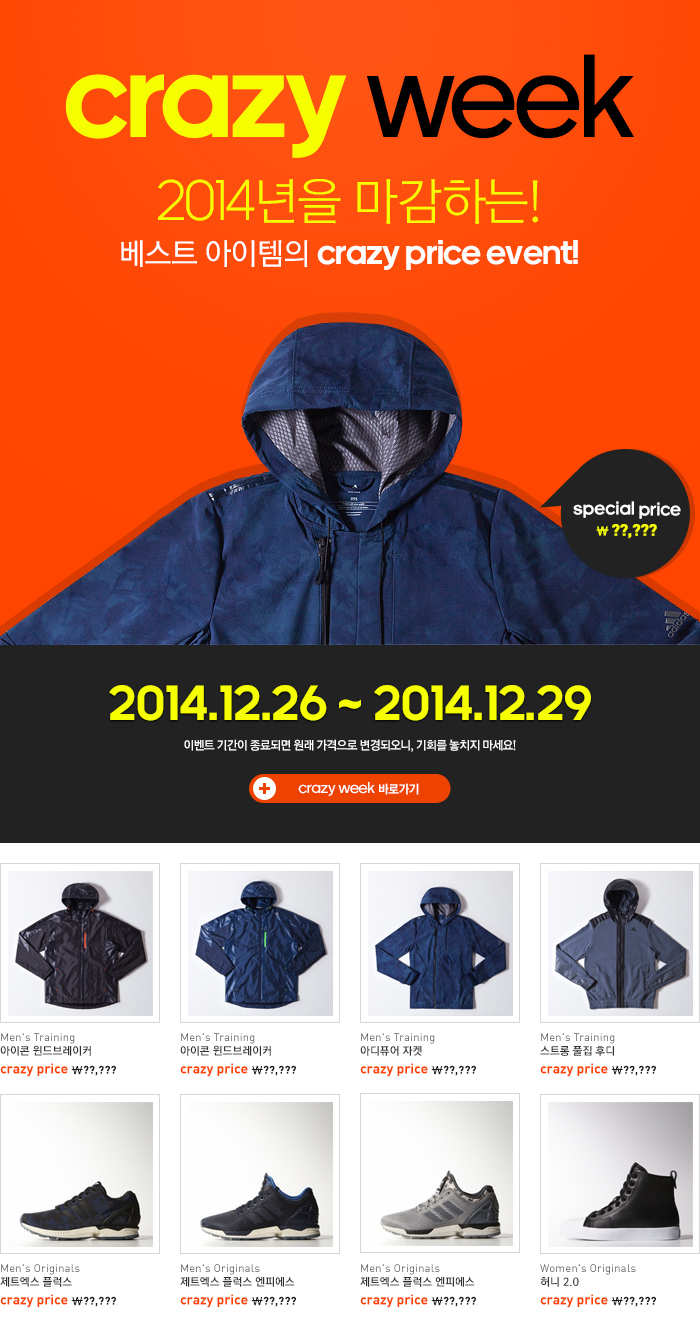 crazy week
2014년을 마감하는!
베스트 아이템의 crazy price event!
special price
₩ ??,???
adidas
2014.12.26 ~ 2014.12.29
이벤트 기간이 종료되면 원래 가격으로 변경되오니, 기회를 놓치지 마세요!
crazy week 바로가기
Men's Training
아이콘 윈드브레이커
crazy price ₩??,???
Men's Training
아이콘 윈드브레이커
crazy price ₩??,???
Men's Training
아디퓨어 자켓
crazy price ₩??,???
Men's Training
스트롱 풀집 후디
crazy price ₩??,???
Men's Originals
제트엑스 플럭스
crazy price ₩??,???
Men's Originals
제트엑스 플럭스 엔피에스
crazy price ₩??,???
Men's Originals
제트엑스 플럭스 엔피에스
crazy price ₩??,???
Women's Originals
허니 2.0
crazy price ₩??,???